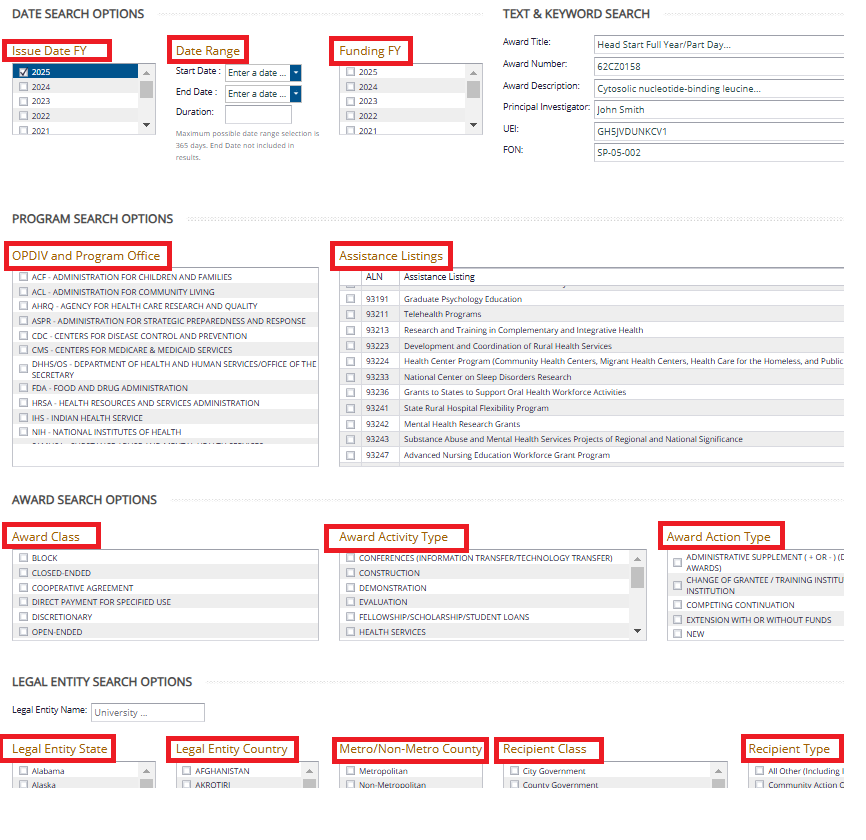 DATE SEARCH OPTIONS
TEXT & KEYWORD SEARCH
Issue Date FY
2025
2024
2023
2022
2021
Date Range
Start Date :
Enter a date ...
End Date :
Enter a date ...
Duration:
Maximum possible date range selection is
365 days. End Date not included in
results.
Funding FY
2025
2024
2023
2022
2021
Award Title:
Head Start Full Year/Part Day...
Award Number:
62CZ0158
Award Description:
Cytosolic nucleotide-binding leucine...
Principal Investigator:
John Smith
UEI:
GH5JVDUNKCV1
FON:
SP-05-002
PROGRAM SEARCH OPTIONS
OPDIV and Program Office
ACF - ADMINISTRATION FOR CHILDREN AND FAMILIES
ACL - ADMINISTRATION FOR COMMUNITY LIVING
AHRQ - AGENCY FOR HEALTH CARE RESEARCH AND QUALITY
ASPR - ADMINISTRATION FOR STRATEGIC PREPAREDNESS AND RESPONSE
CDC - CENTERS FOR DISEASE CONTROL AND PREVENTION
CMS - CENTERS FOR MEDICARE & MEDICAID SERVICES
DHHS/OS - DEPARTMENT OF HEALTH AND HUMAN SERVICES/OFFICE OF THE
SECRETARY
FDA - FOOD AND DRUG ADMINISTRATION
HRSA - HEALTH RESOURCES AND SERVICES ADMINISTRATION
IHS - INDIAN HEALTH SERVICE
NIH - NATIONAL INSTITUTES OF HEALTH
Assistance Listings
ALN Assistance Listing
93191 Graduate Psychology Education
93211 Telehealth Programs
93213 Research and Training in Complementary and Integrative Health
93223 Development and Coordination of Rural Health Services
93224 Health Center Program (Community Health Centers, Migrant Health Centers, Health Care for the Homeless, and Public
93233 National Center on Sleep Disorders Research
93236 Grants to States to Support Oral Health Workforce Activities
93241 State Rural Hospital Flexibility Program
93242 Mental Health Research Grants
93243 Substance Abuse and Mental Health Services Projects of Regional and National Significance
93247 Advanced Nursing Education Workforce Grant Program
AWARD SEARCH OPTIONS
Award Class
BLOCK
CLOSED-ENDED
COOPERATIVE AGREEMENT
DIRECT PAYMENT FOR SPECIFIED USE
DISCRETIONARY
OPEN-ENDED
Award Activity Type
CONFERENCES (INFORMATION TRANSFER/TECHNOLOGY TRANSFER)
CONSTRUCTION
DEMONSTRATION
EVALUATION
FELLOWSHIP/SCHOLARSHIP/STUDENT LOANS
HEALTH SERVICES
Award Action Type
ADMINISTRATIVE SUPPLEMENT ( + OR - ) (D
AWARDS)
CHANGE OF GRANTEE / TRAINING INSTITU
INSTITUTION
COMPETING CONTINUATION
EXTENSION WITH OR WITHOUT FUNDS
NEW
LEGAL ENTITY SEARCH OPTIONS
Legal Entity Name:
University ...
Legal Entity State
Alabama
Alaska
Legal Entity Country
AFGHANISTAN
AKROTIRI
Metro/Non-Metro County
Metropolitan
Non-Metropolitan
Recipient Class
City Government
County Government
Recipient Type
All Other (Including
Community Action